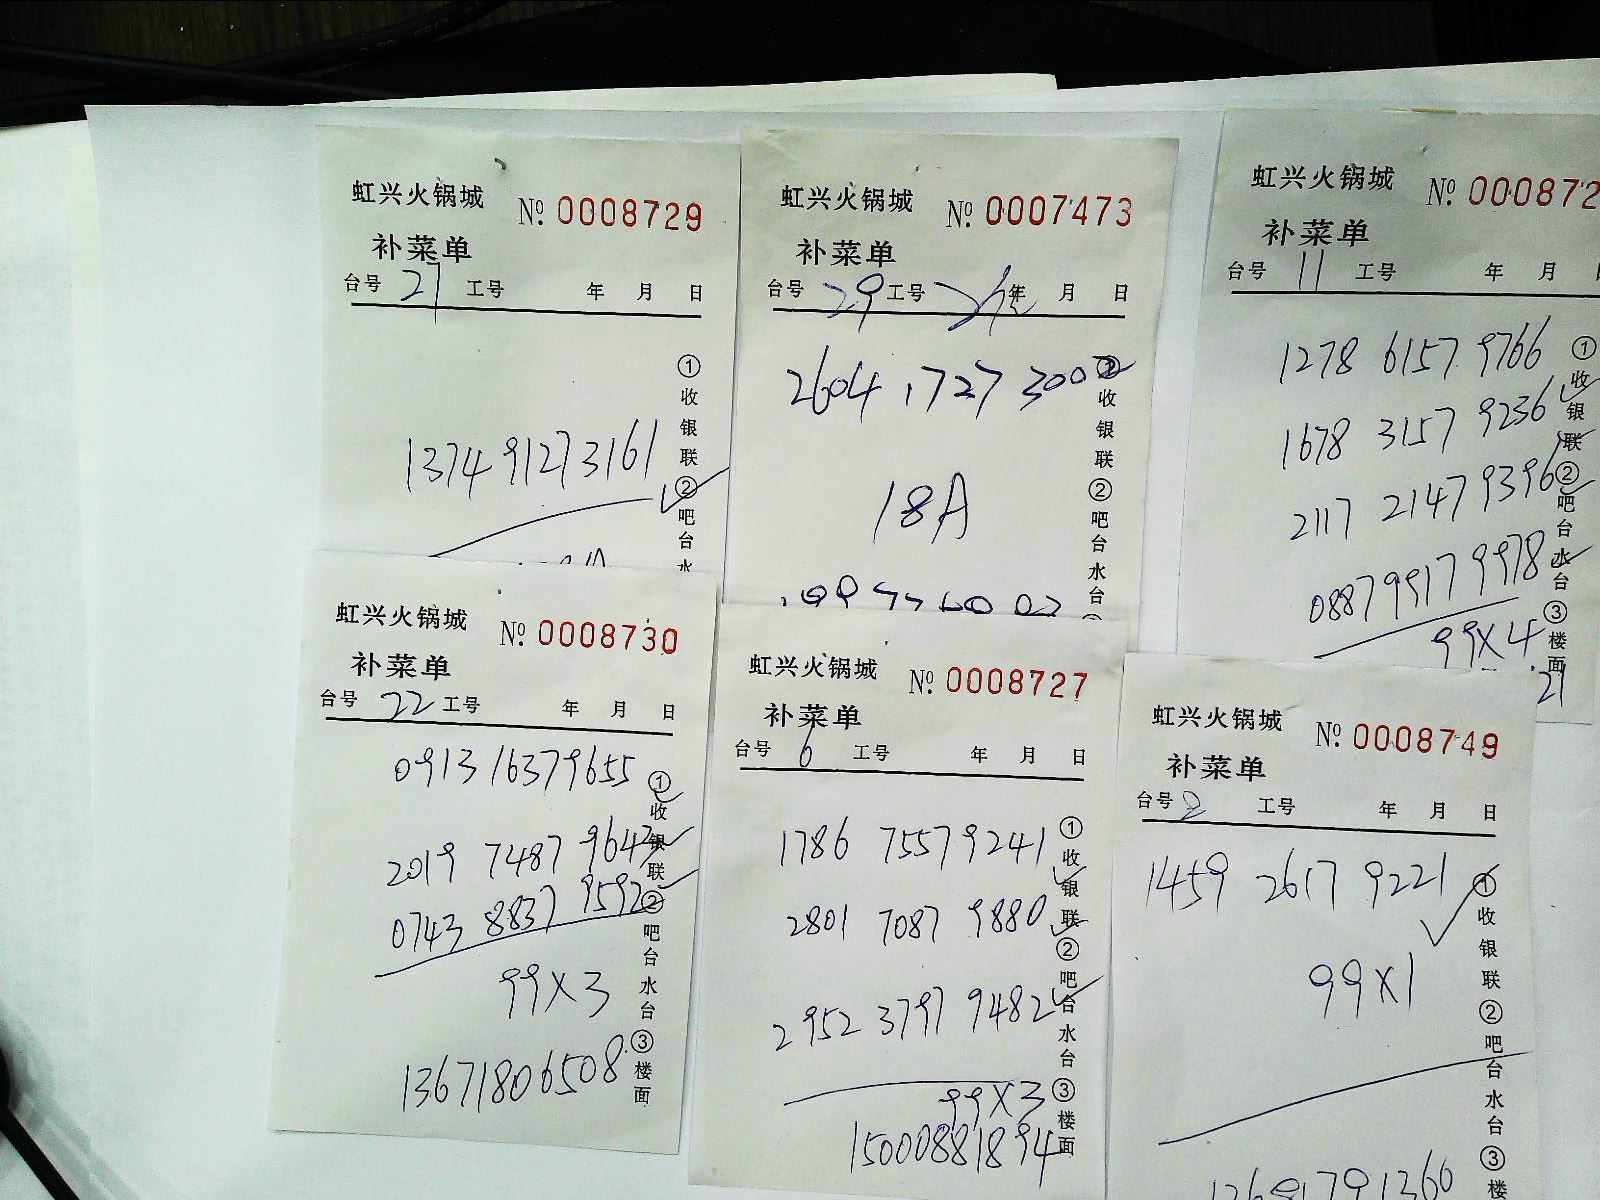 虹兴火锅城 № 0008729
补菜单
台号 21 工号 年 月 日
1374 9127 3161
①收银联②吧台水
虹兴火锅城 № 0007473
补菜单
台号 29 工号 年 月 日
2604 1727 3002
18A
收银联②吧台水台
虹兴火锅城 № 000872
补菜单
台号 11 工号 年 月 日
1278 6157 9766
1678 3157 9236
2117 2147 9396
0887 9917 9978
99X4
21
①收银联②吧水台③楼面
虹兴火锅城 № 0008730
补菜单
台号 22 工号 年 月 日
0913 1637 9655
2019 7487 9643
0743 8837 9592
99X3
13671806508
①收银联②吧台水台③楼面
虹兴火锅城 № 0008727
补菜单
台号 6 工号 年 月 日
1786 7557 9241
2801 7087 9880
2952 3797 9482
99X3
15000881894
①收银联②吧台水台③楼面
虹兴火锅城 № 0008749
补菜单
台号 2 工号 年 月 日
1459 2617 9221
99X1
①收银联②吧台水台③楼